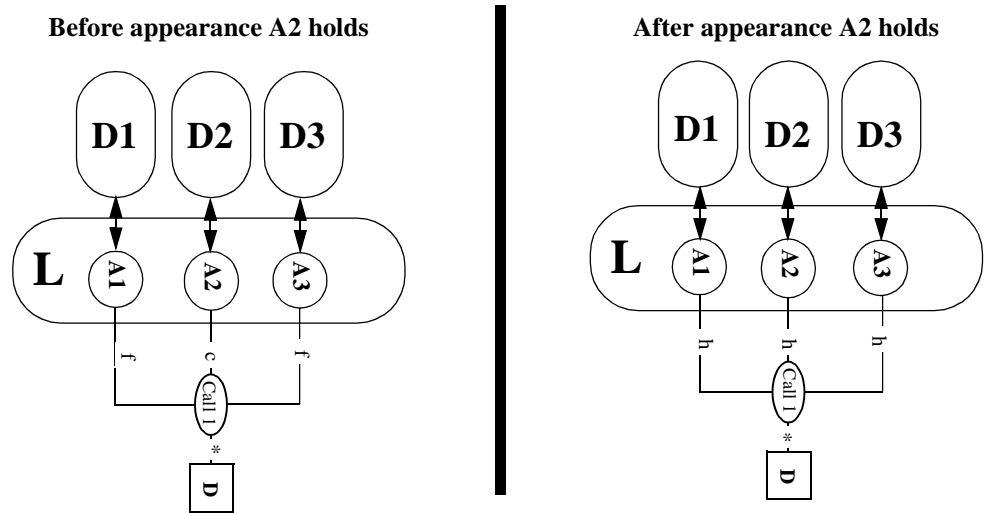 Before appearance A2 holds
D1 D2 D3
L A1 A2 A3
f c f
Call 1
*
D
After appearance A2 holds
D1 D2 D3
L A1 A2 A3
h h h
Call 1
*
D